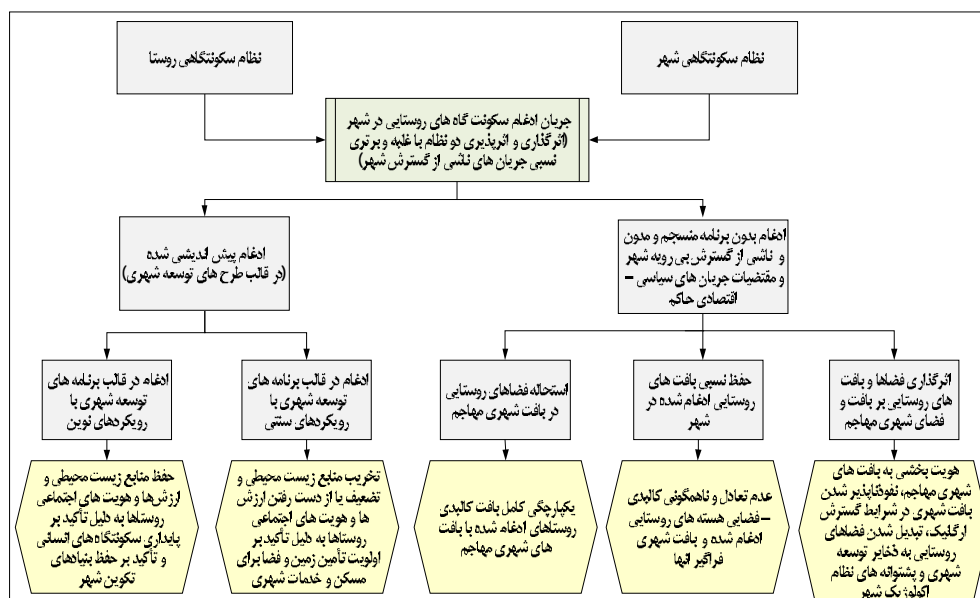 نظام سکونتگاهی شهر
نظام سکونتگاهی روستا
جریان ادغام سکونت گاه های روستایی در شهر
(اثرگذاری و اثرپذیری دو نظام با غلبه و برتری
نسبی جریان های ناشی از گسترش شهر)
ادغام بدون برنامه منسجم و مدون
و ناشی از گسترش بی رویه شهر
و مقتضیات جریان های سیاسی –
اقتصادی حاکم
ادغام پیش اندیشی شده
(در قالب طرح های توسعه شهری)
اثرگذاری فضاها و بافت
های روستایی بر بافت و
فضای شهری مهاجم
حفظ نسبی بافت های
روستایی ادغام شده در
شهر
استحاله فضاهای روستایی
در بافت شهری مهاجم
ادغام در قالب برنامه های
توسعه شهری با
رویکردهای سنتی
ادغام در قالب برنامه های
توسعه شهری با
رویکردهای نوین
هویت بخشی به بافت های
شهری مهاجم، نفوذناپذیر شدن
بافت شهری در شرایط گسترش
ارگانیک، تبدیل شدن فضاهای
روستایی به ذخایر توسعه
شهری و پشتوانه های نظام
اکولوژیک شهر
عدم تعادل و ناهمگونی کالبدی
– فضایی هسته های روستایی
ادغام شده و بافت شهری
فراگیر آنها
یکپارچگی کامل بافت کالبدی
روستاهای ادغام شده با بافت
های شهری مهاجم
تخریب منابع زیست محیطی و
تضعیف یا از دست رفتن ارزش
ها و هویت های اجتماعی
روستاها به دلیل تأکید بر
اولویت تأمین زمین و فضا برای
مسکن و خدمات شهری
حفظ منابع زیست محیطی و
ارزش ها و هویت های اجتماعی
روستاها به دلیل تأکید بر
پایداری سکونتگاه های انسانی
و تأکید بر حفظ بنیادهای
تکوین شهر